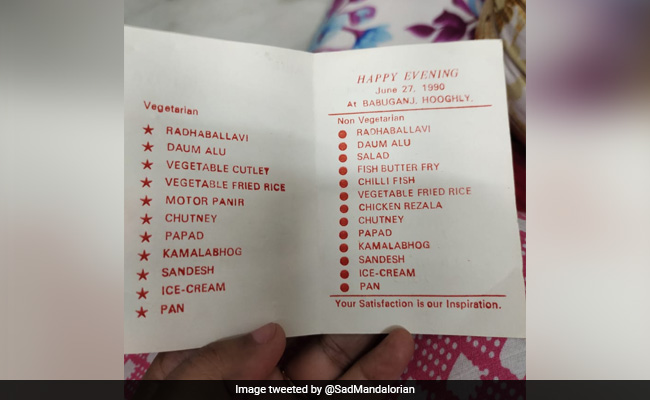 Vegetarian
★ RADHABALLAVI
★ DAUM ALU
★ VEGETABLE CUTLET
★ VEGETABLE FRIED RICE
★ MOTOR PANIR
★ CHUTNEY
★ PAPAD
★ KAMALABHOG
★ SANDESH
★ ICE-CREAM
★ PAN
HAPPY EVENING
June 27, 1990
At BABUGANJ, HOOGHLY.
Non Vegetarian
● RADHABALLAVI
● DAUM ALU
● SALAD
● FISH BUTTER FRY
● CHILLI FISH
● VEGETABLE FRIED RICE
● CHICKEN REZALA
● CHUTNEY
● PAPAD
● KAMALABHOG
● SANDESH
● ICE-CREAM
● PAN
Your Satisfaction is our Inspiration.
Image tweeted by @SadMandalorian